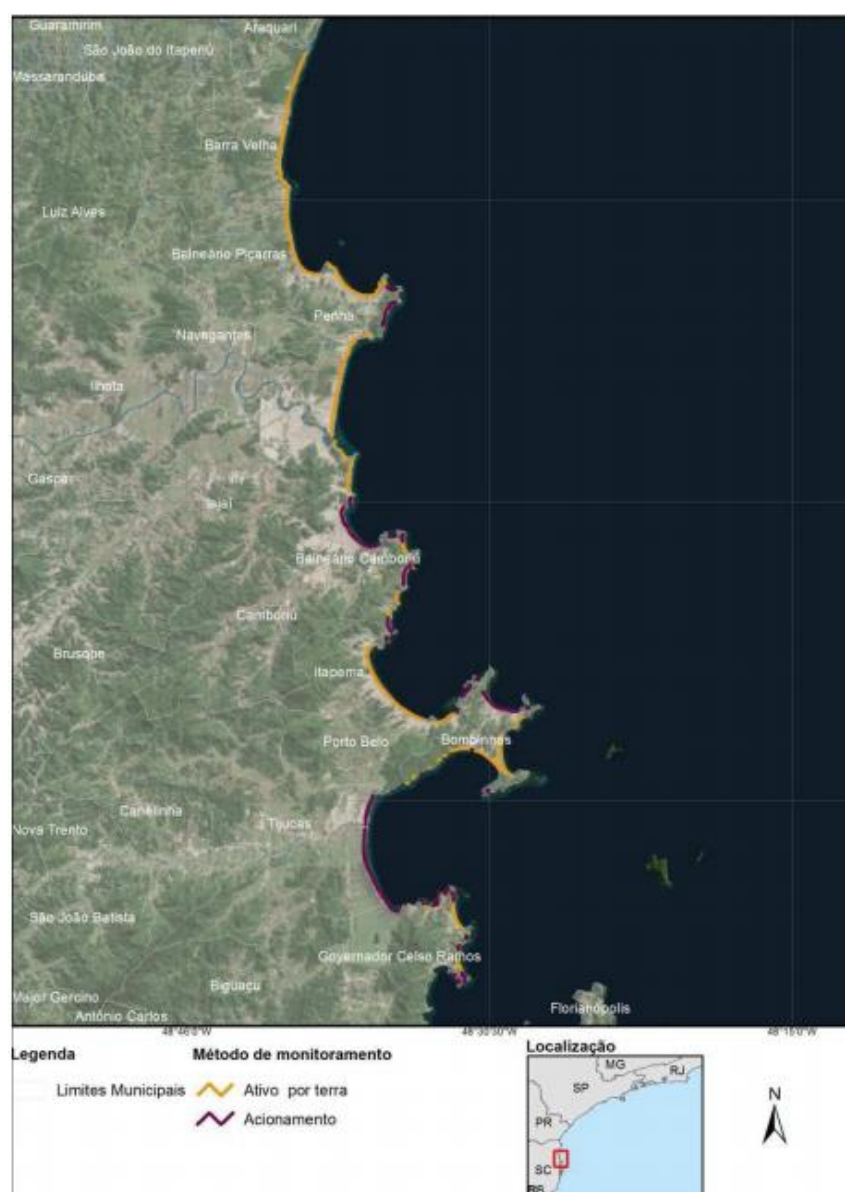 Guaramirim
Araquari
São João do Itaperiú
Massaranduba
Barra Velha
Luiz Alves
Balneário Piçarras
Penha
Navegantes
Ilhota
Gaspar
Itajaí
Balneário Camboriú
Camboriú
Brusque
Itapema
Porto Belo
Bombinhas
Canelinha
Nova Trento
Tijucas
São João Batista
Governador Celso Ramos
Biguaçu
Major Gercino
Antônio Carlos
Florianópolis
Legenda
Limites Municipais
Método de monitoramento
Ativo por terra
Acionamento
Localização
MG
SP
RJ
PR
SC
RS
N